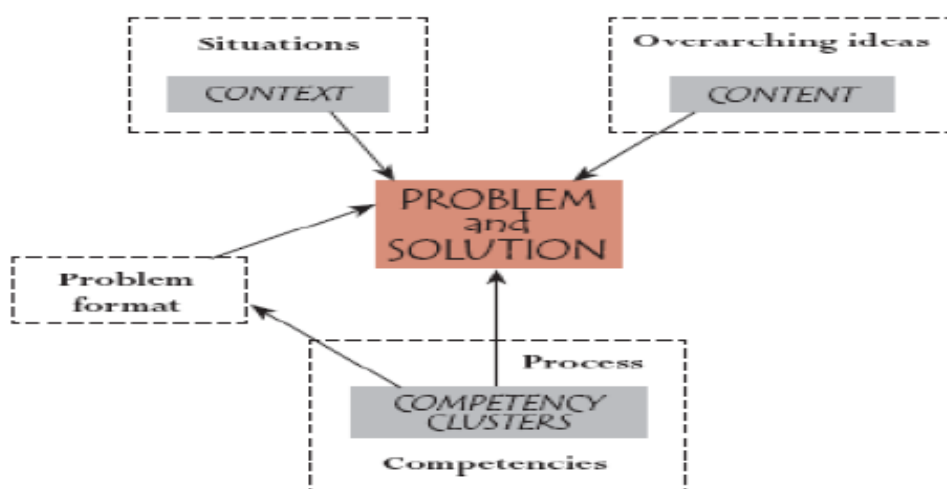 Situations
CONTEXT
Overarching ideas
CONTENT
PROBLEM
and
SOLUTION
Problem
format
Process
COMPETENCY
CLUSTERS
Competencies